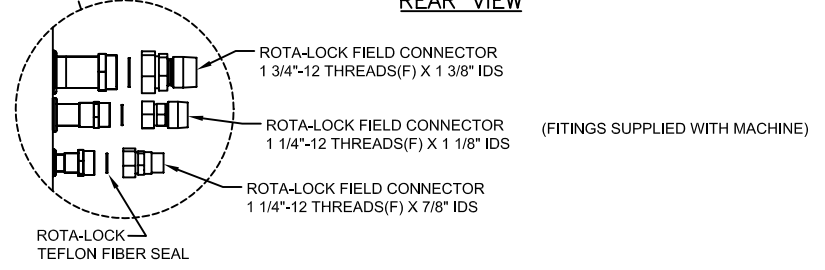 REAR VIEW
ROTA-LOCK FIELD CONNECTOR
1 3/4"-12 THREADS(F) X 1 3/8" IDS
ROTA-LOCK FIELD CONNECTOR
1 1/4"-12 THREADS(F) X 1 1/8" IDS
(FITINGS SUPPLIED WITH MACHINE)
ROTA-LOCK FIELD CONNECTOR
1 1/4"-12 THREADS(F) X 7/8" IDS
ROTA-LOCK
TEFLON FIBER SEAL